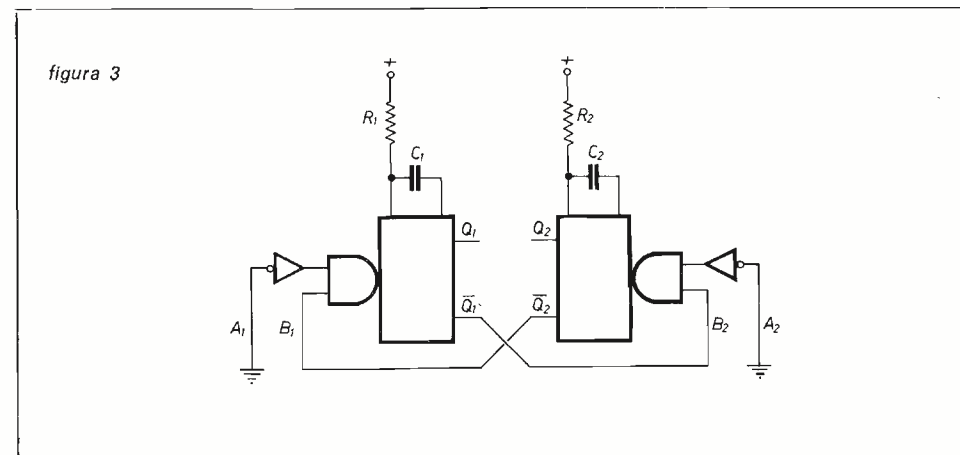 figura 3
+
+
R₁
R₂
C₁
C₂
Q₁
Q₂
Q̅₁
Q̅₂
A₁
B₁
B₂
A₂